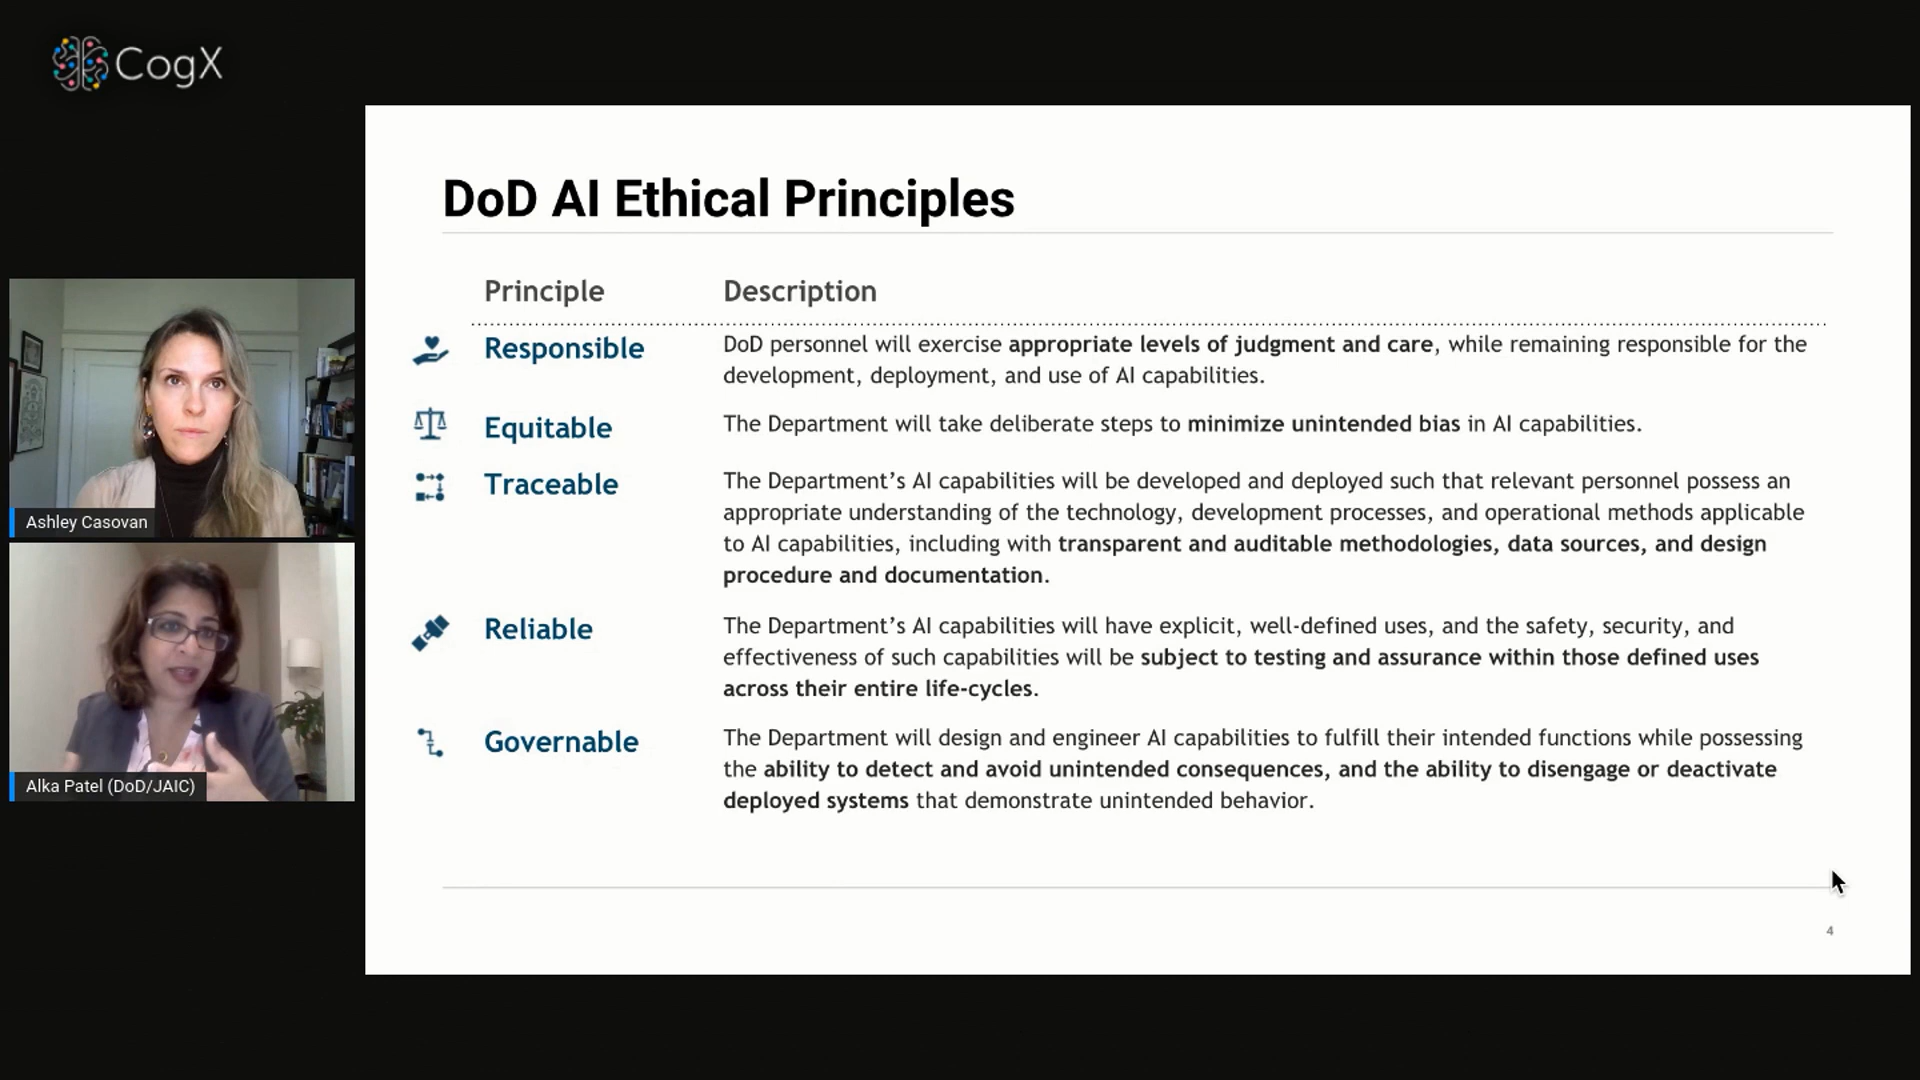 CogX
DoD AI Ethical Principles
Principle Description
Responsible DoD personnel will exercise appropriate levels of judgment and care, while remaining responsible for the
development, deployment, and use of AI capabilities.
Equitable The Department will take deliberate steps to minimize unintended bias in AI capabilities.
Traceable The Department’s AI capabilities will be developed and deployed such that relevant personnel possess an
appropriate understanding of the technology, development processes, and operational methods applicable
to AI capabilities, including with transparent and auditable methodologies, data sources, and design
procedure and documentation.
Reliable The Department’s AI capabilities will have explicit, well-defined uses, and the safety, security, and
effectiveness of such capabilities will be subject to testing and assurance within those defined uses
across their entire life-cycles.
Governable The Department will design and engineer AI capabilities to fulfill their intended functions while possessing
the ability to detect and avoid unintended consequences, and the ability to disengage or deactivate
deployed systems that demonstrate unintended behavior.
4
Ashley Casovan
Alka Patel (DoD/JAIC)